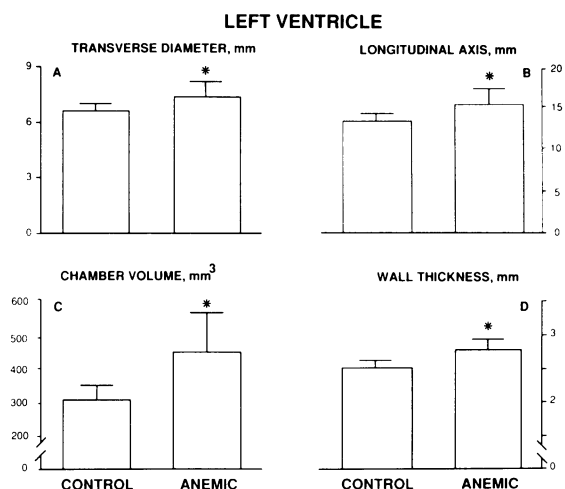 LEFT VENTRICLE
TRANSVERSE DIAMETER, mm
LONGITUDINAL AXIS, mm
9
6
3
0
A
*
20
15
10
5
0
B
*
CHAMBER VOLUME, mm3
WALL THICKNESS, mm
600
500
400
300
200
0
C
*
3
2
0
D
*
CONTROL ANEMIC
CONTROL ANEMIC